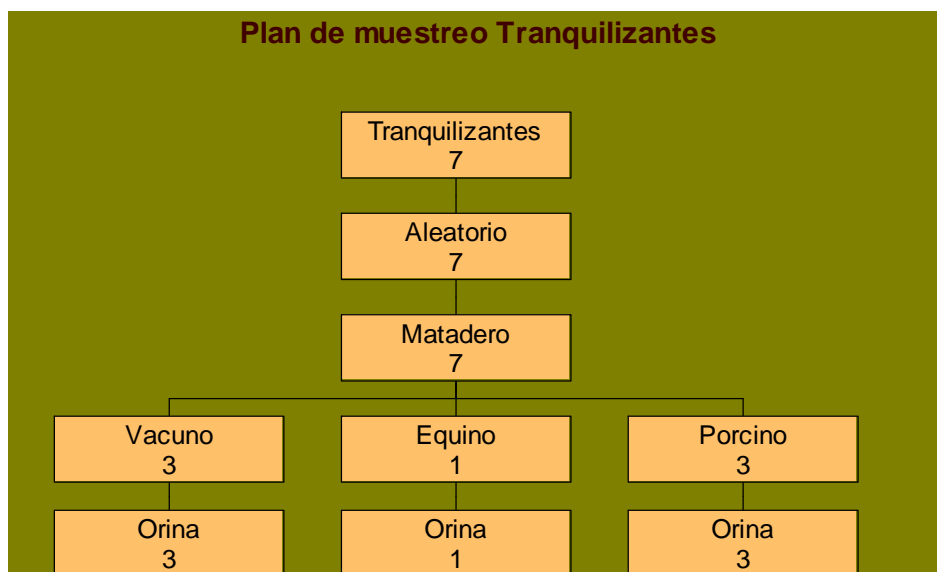 Plan de muestreo Tranquilizantes
Tranquilizantes
7
Aleatorio
7
Matadero
7
Vacuno
3
Equino
1
Porcino
3
Orina
3
Orina
1
Orina
3